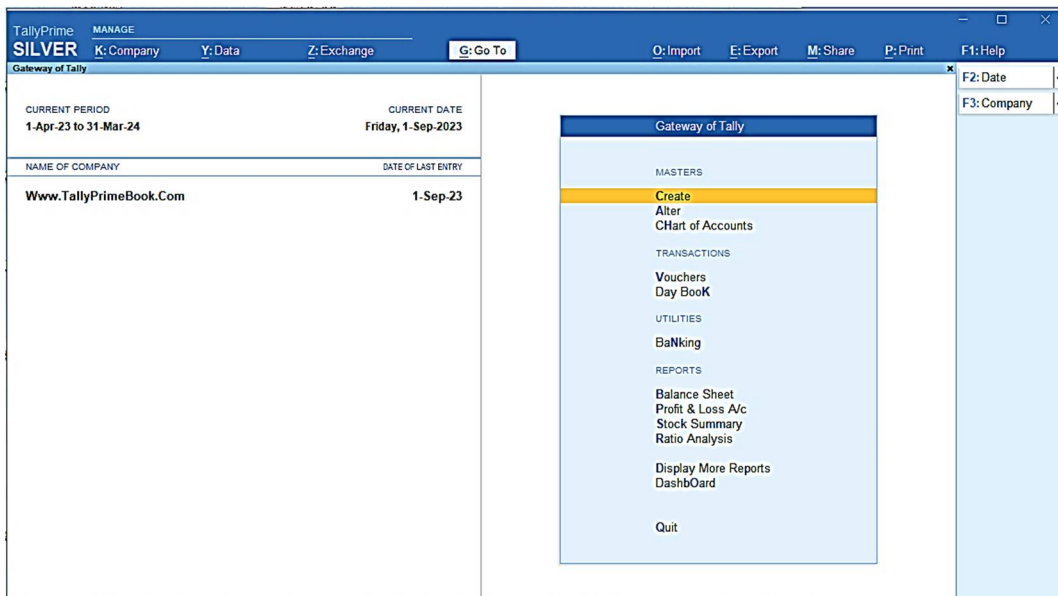 TallyPrime MANAGE
SILVER K: Company Y: Data Z: Exchange G: Go To O: Import E: Export M: Share P: Print F1: Help
Gateway of Tally
F2: Date
F3: Company
CURRENT PERIOD CURRENT DATE
1-Apr-23 to 31-Mar-24 Friday, 1-Sep-2023
NAME OF COMPANY DATE OF LAST ENTRY
Www.TallyPrimeBook.Com 1-Sep-23
Gateway of Tally
MASTERS
Create
Alter
CHart of Accounts
TRANSACTIONS
Vouchers
Day BooK
UTILITIES
BaNking
REPORTS
Balance Sheet
Profit & Loss A/c
Stock Summary
Ratio Analysis
Display More Reports
DashbOard
Quit